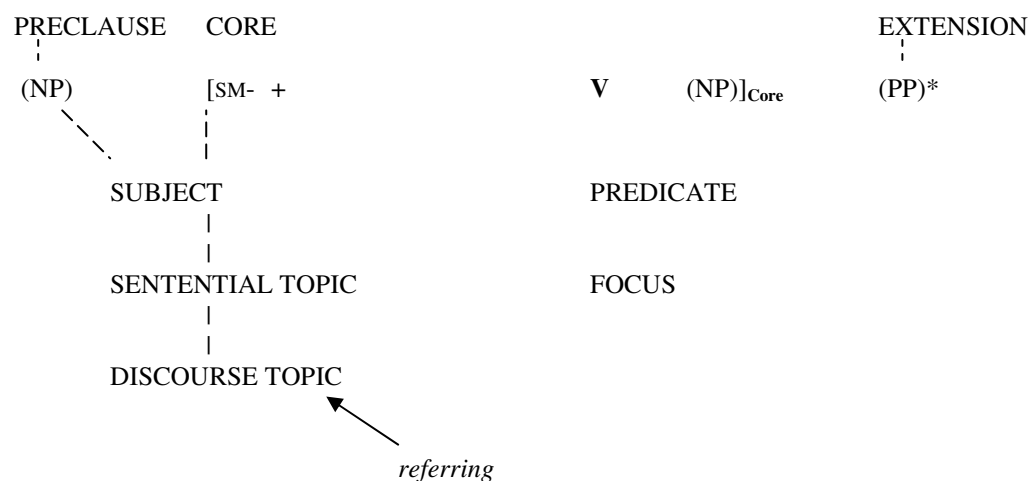 PRECLAUSE CORE EXTENSION
(NP) [SM- + V (NP)]Core (PP)*
SUBJECT PREDICATE
SENTENTIAL TOPIC FOCUS
DISCOURSE TOPIC
referring